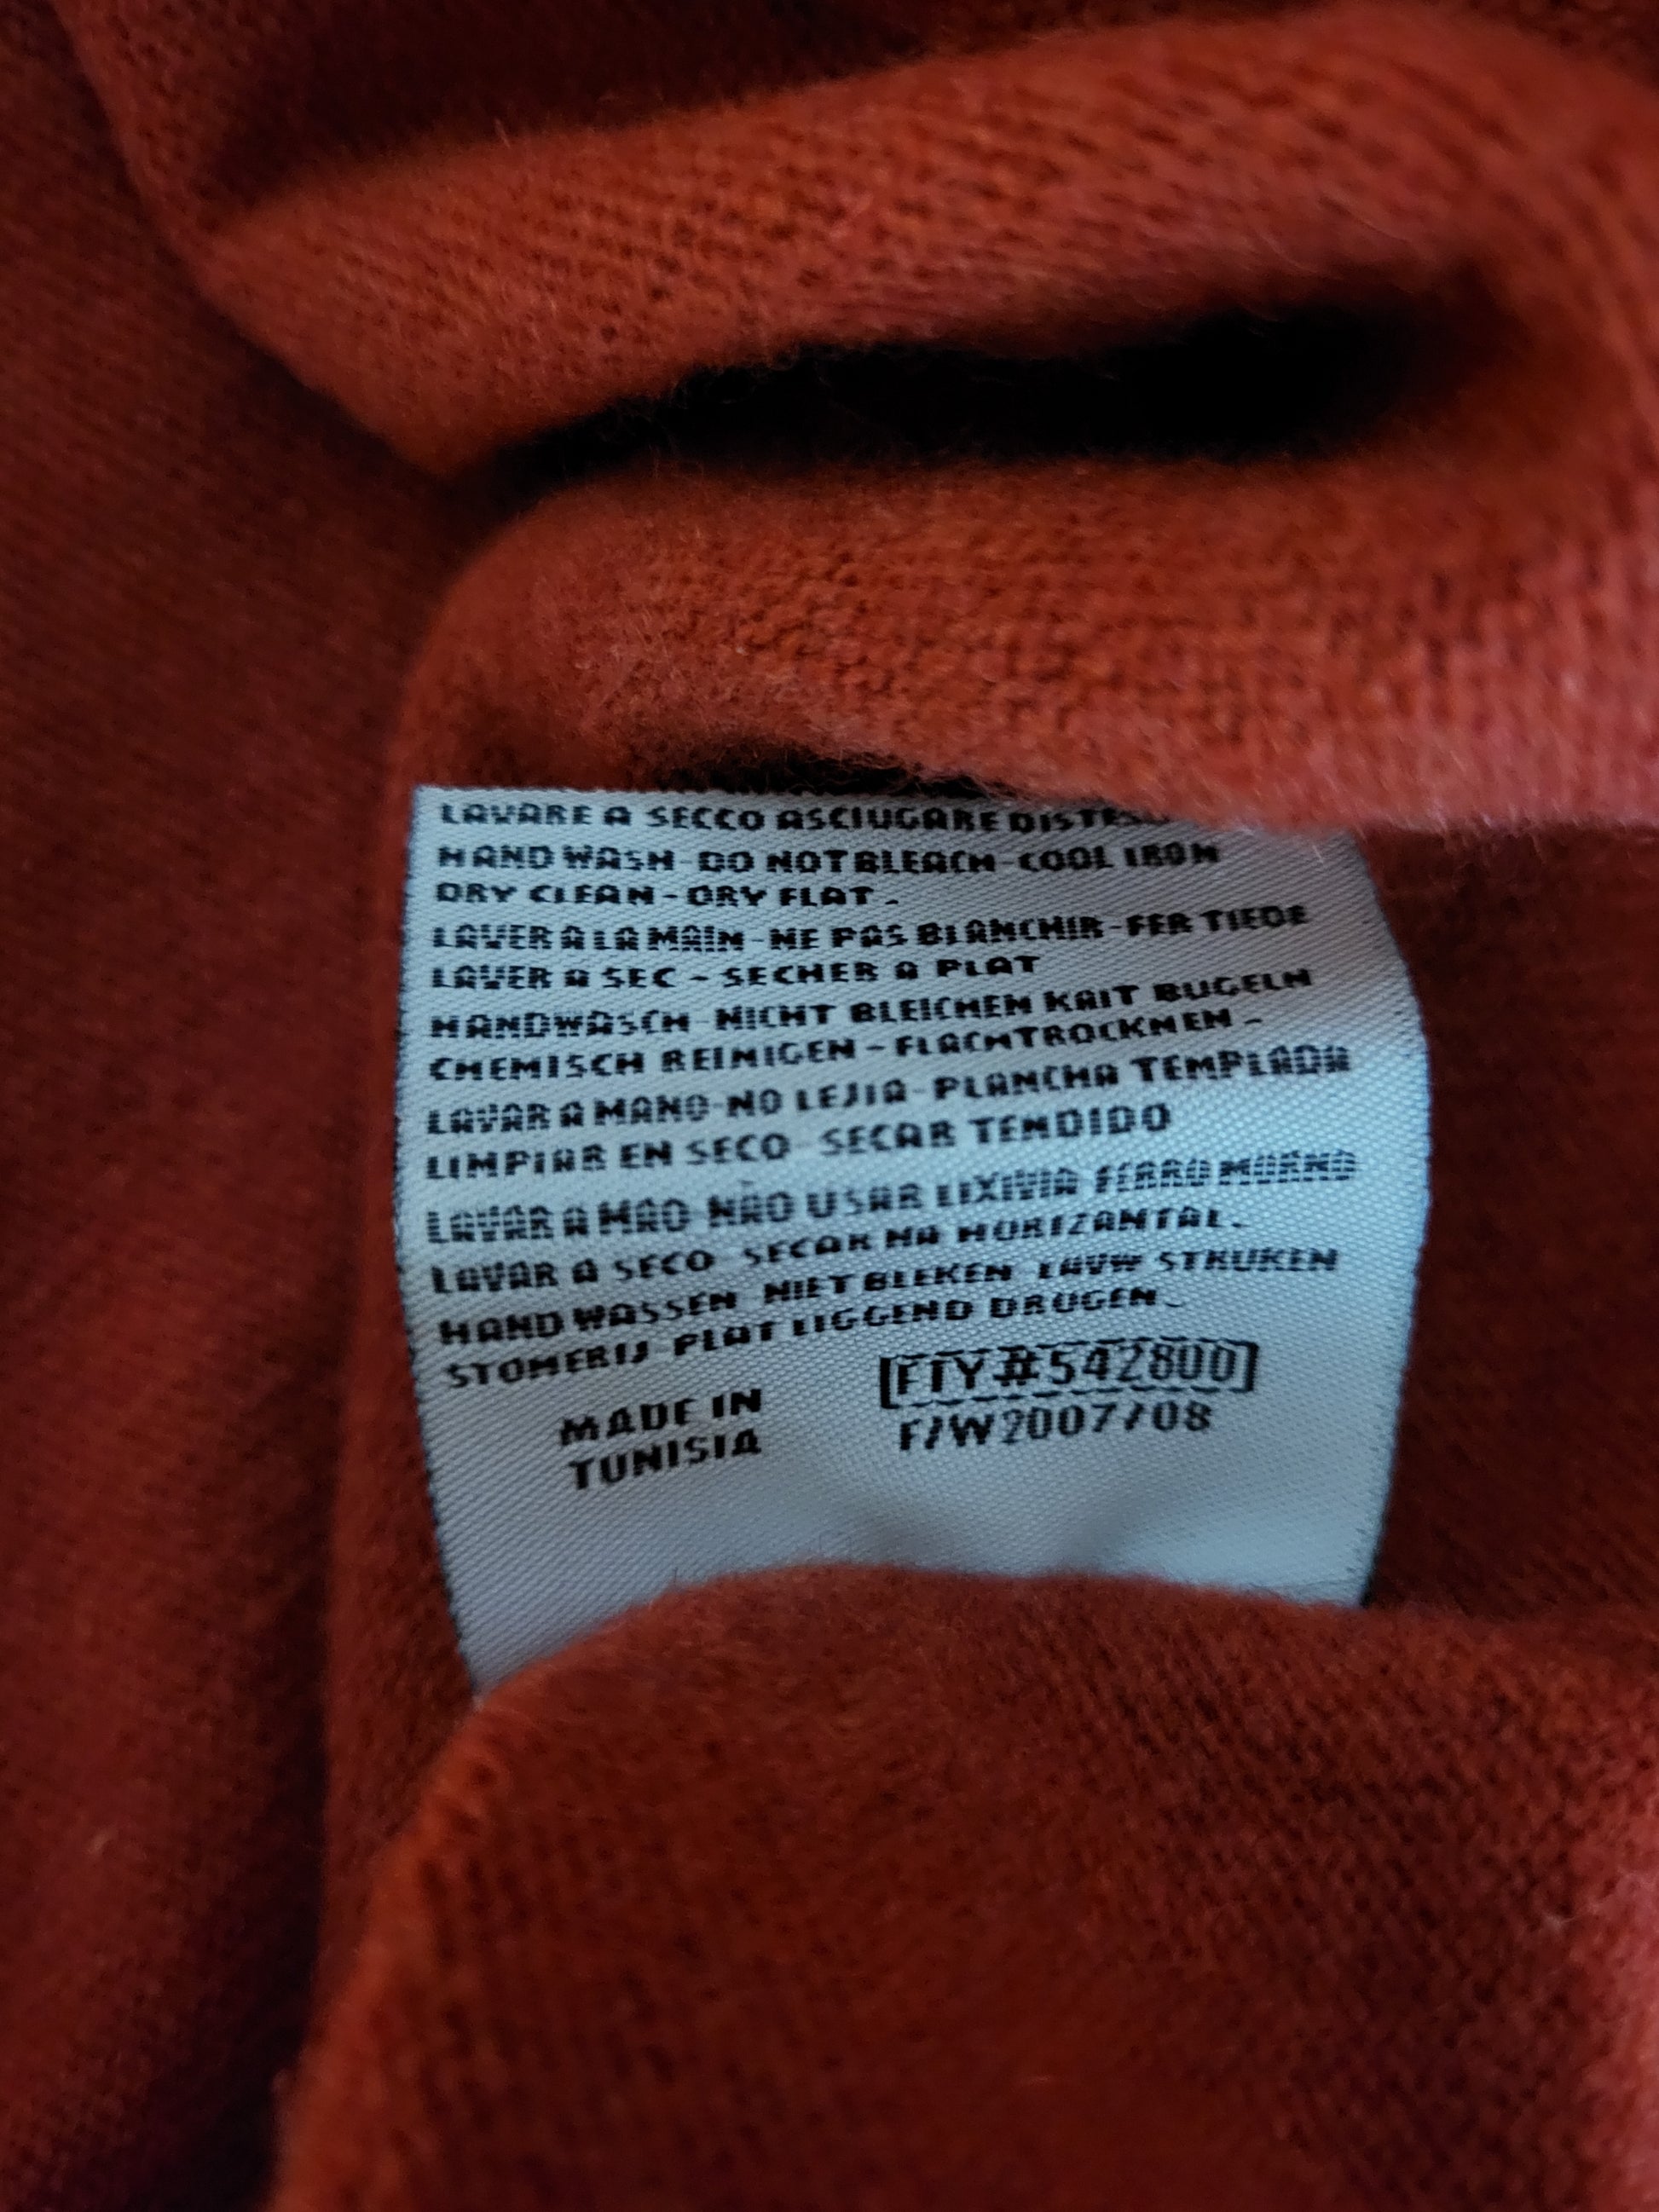 LAVARE A SECCO ASCIUGARE DISTESO
HAND WASH-DO NOT BLEACH-COOL IRON
DRY CLEAN-DRY FLAT.
LAVER A LA MAIN-NE PAS BLANCHIR-FER TIEDE
LAVER A SEC - SECHER A PLAT
HANDWASCH-NICHT BLEICHEN KAIT BUGELN
CHEMISCH REINIGEN-FLACHTROCKNEN-
LAVAR A MANO-NO LEJIA-PLANCHA TEMPLADA
LIMPIAR EN SECO SECAR TENDIDO
LAVAR A MAO NAO USAR LIXIVIA FERRO MORNO
LAVAR A SECO SECAR NA HORIZANTAL.
HAND WASSEN NIET BLEKEN LAUW STRUKEN
STOMERIJ PLAT LIGGEND DROGEN.
MADE IN
TUNISIA
[FTY#542800]
F/W2007/08